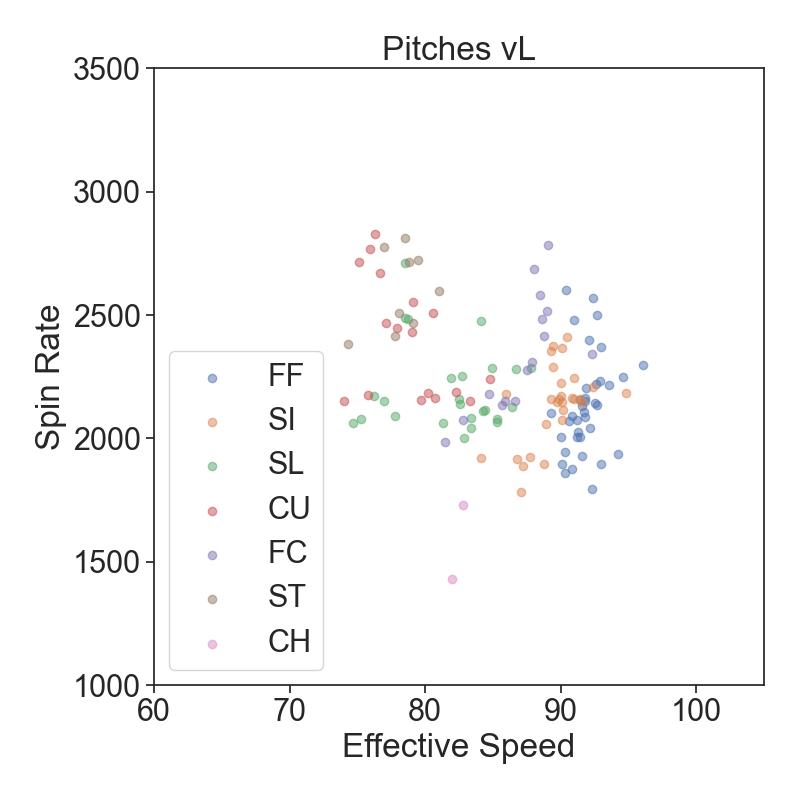 Pitches vL
3500
3000
2500
2000
1500
1000
Spin Rate
FF
SI
SL
CU
FC
ST
CH
60 70 80 90 100
Effective Speed